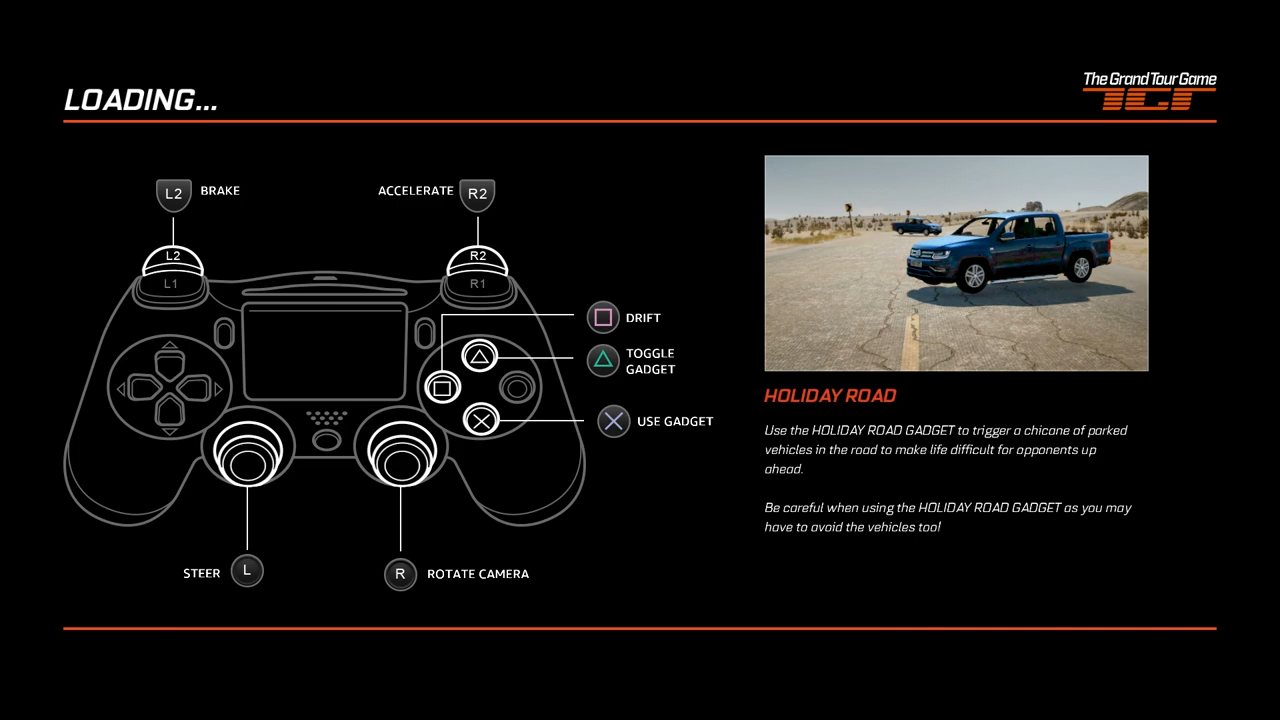 LOADING...
The Grand Tour Game
TGT
L2 BRAKE
ACCELERATE R2
L2
R2
L1
R1
DRIFT
TOGGLE
GADGET
USE GADGET
STEER L
R ROTATE CAMERA
HOLIDAY ROAD
Use the HOLIDAY ROAD GADGET to trigger a chicane of parked
vehicles in the road to make life difficult for opponents up
ahead.
Be careful when using the HOLIDAY ROAD GADGET as you may
have to avoid the vehicles too!